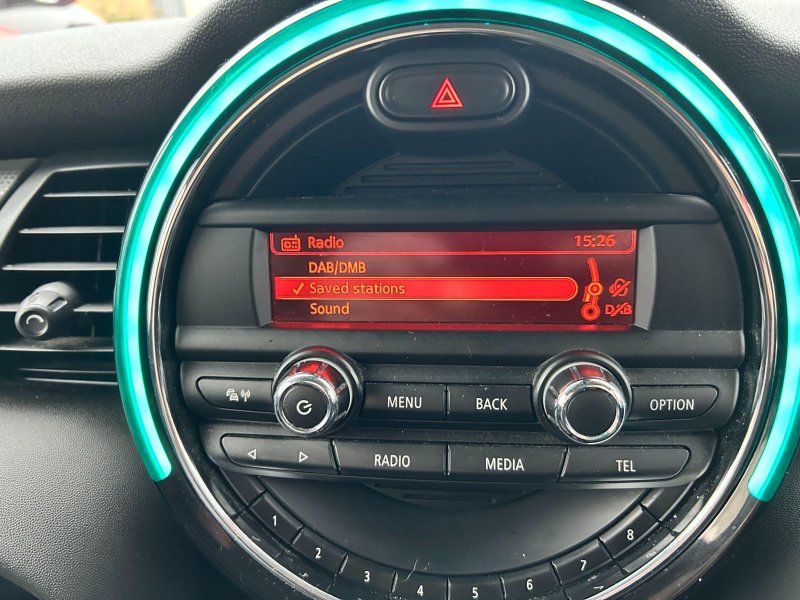 Radio 15:26
DAB/DMB
✓ Saved stations
Sound
DAB
MENU BACK OPTION
RADIO MEDIA TEL
1 2 3 4 5 6 7 8